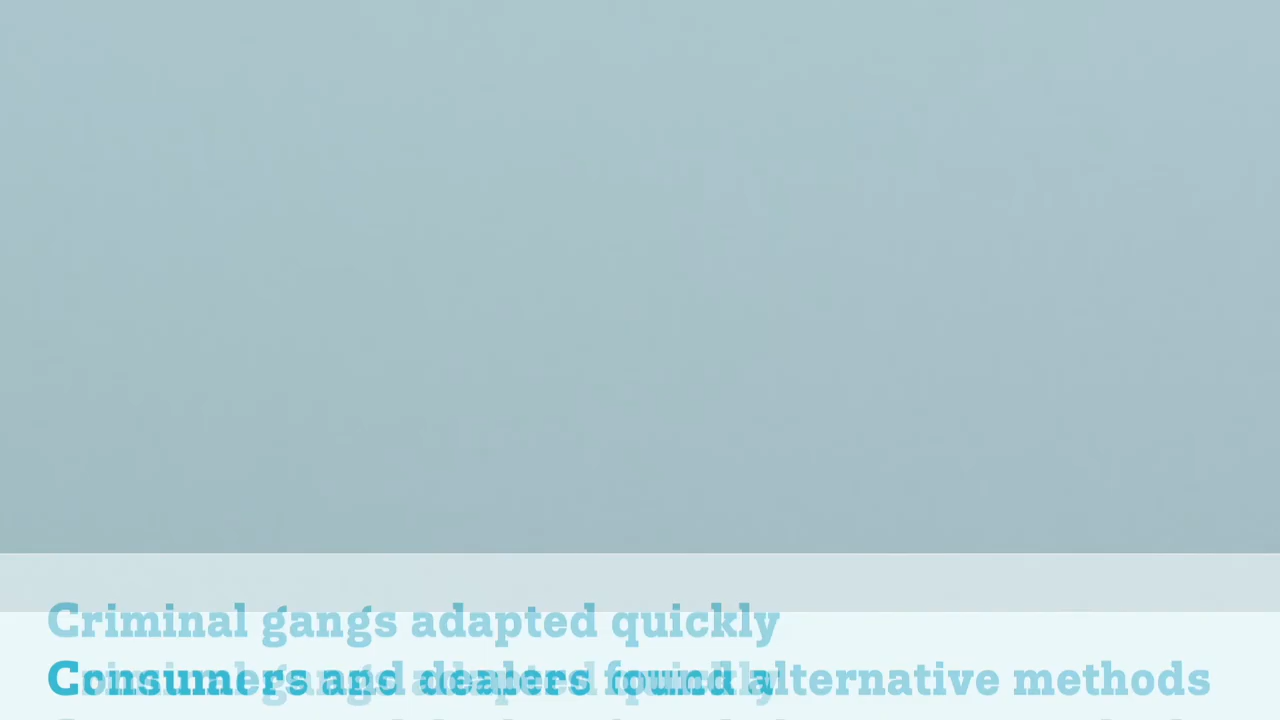 Criminal gangs adapted quickly
Consumers and dealers found alternative methods